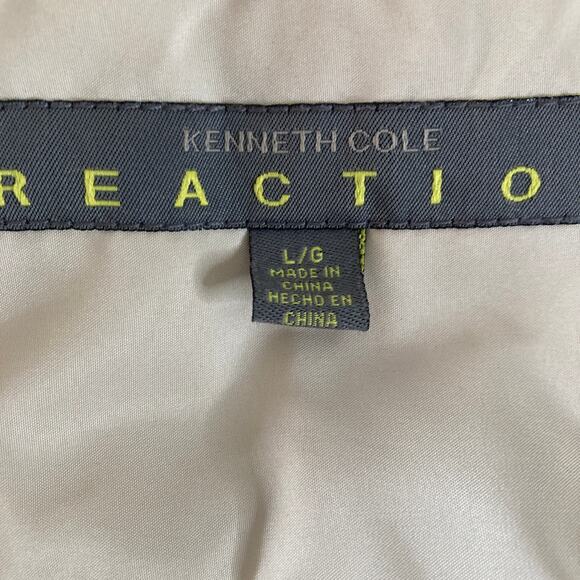 KENNETH COLE
REACTIO
L/G
MADE IN
CHINA
HECHO EN
CHINA